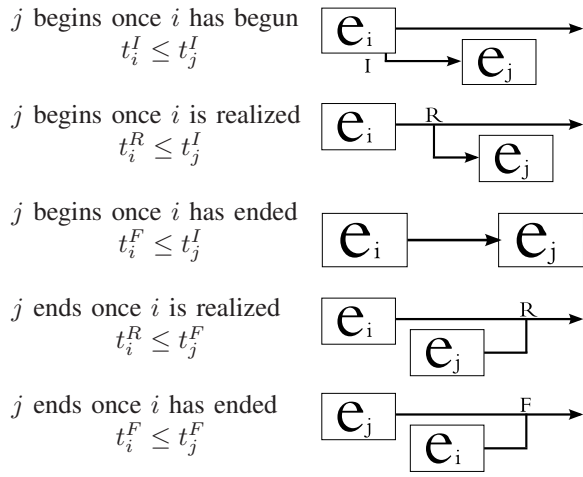 j begins once i has begun
t_i^I ≤ t_j^I
e_i
I
e_j
j begins once i is realized
t_i^R ≤ t_j^I
e_i
R
e_j
j begins once i has ended
t_i^F ≤ t_j^I
e_i
e_j
j ends once i is realized
t_i^R ≤ t_j^F
e_i
R
e_j
j ends once i has ended
t_i^F ≤ t_j^F
e_j
F
e_i